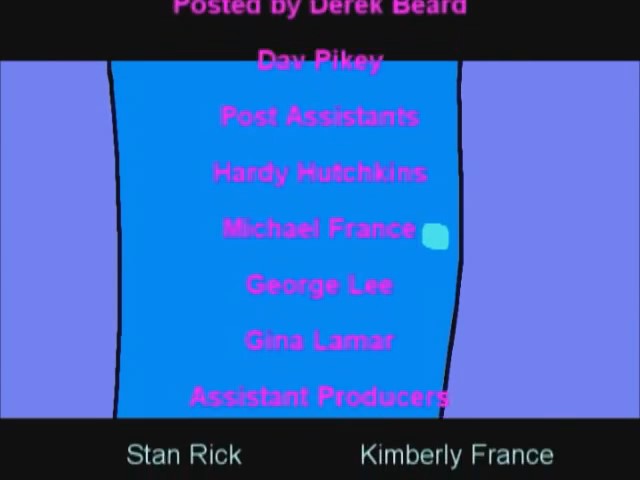 Posted by Derek Beard
Dav Pikey
Post Assistants
Hardy Hutchkins
Michael France
George Lee
Gina Lamar
Assistant Producers
Stan Rick Kimberly France